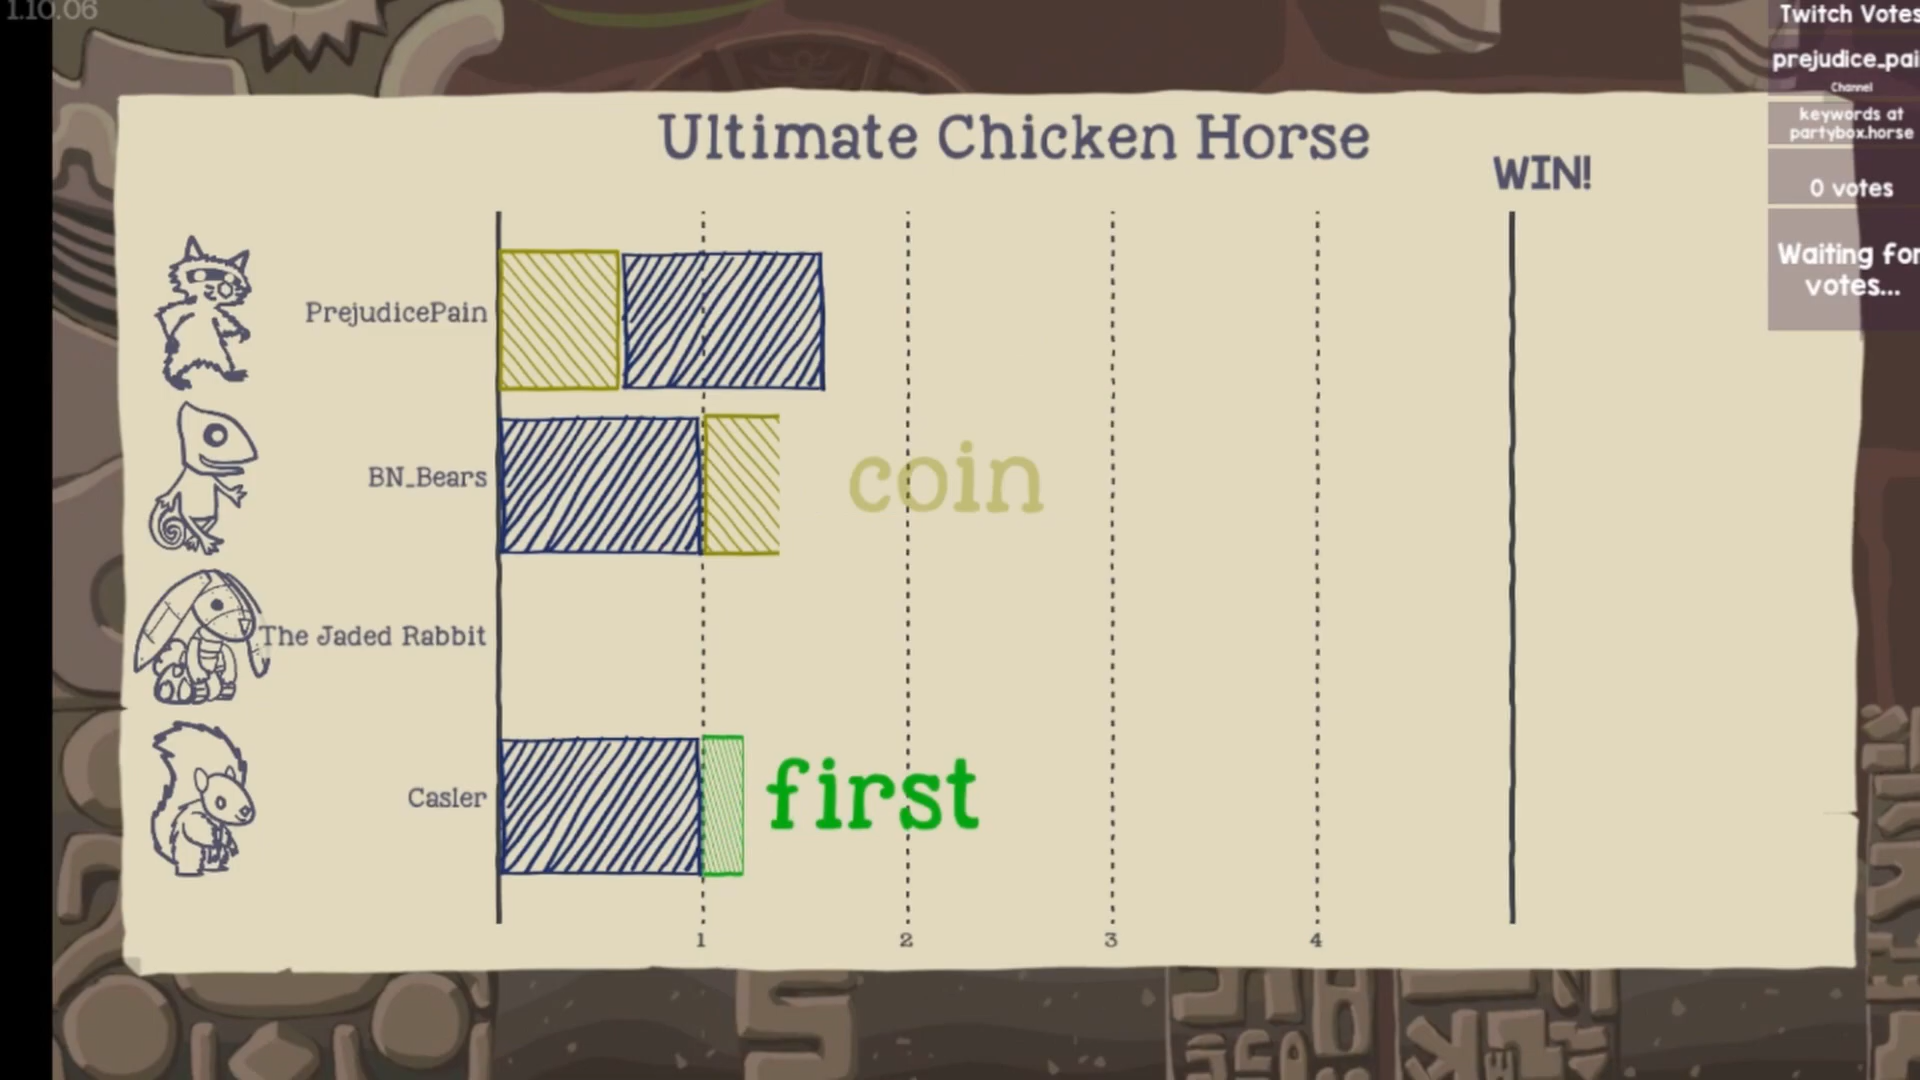 1.10.06
Twitch Votes
prejudice_pai
Channel
keywords at
partybox.horse
0 votes
Waiting for
votes...
Ultimate Chicken Horse
WIN!
PrejudicePain
BN_Bears
coin
The Jaded Rabbit
Casler
first
1
2
3
4